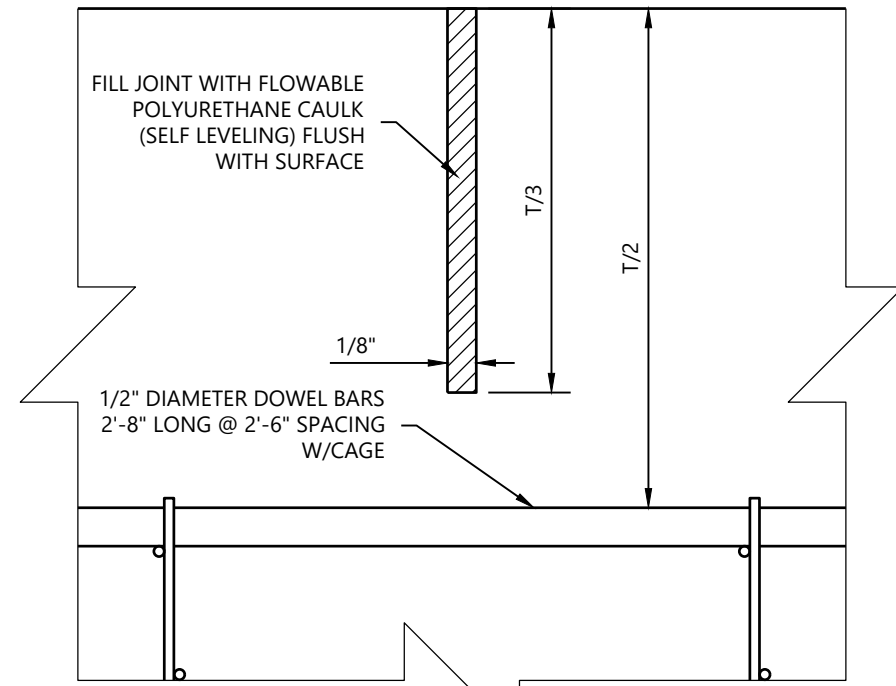 FILL JOINT WITH FLOWABLE
POLYURETHANE CAULK
(SELF LEVELING) FLUSH
WITH SURFACE
T/3
T/2
1/8"
1/2" DIAMETER DOWEL BARS
2'-8" LONG @ 2'-6" SPACING
W/CAGE